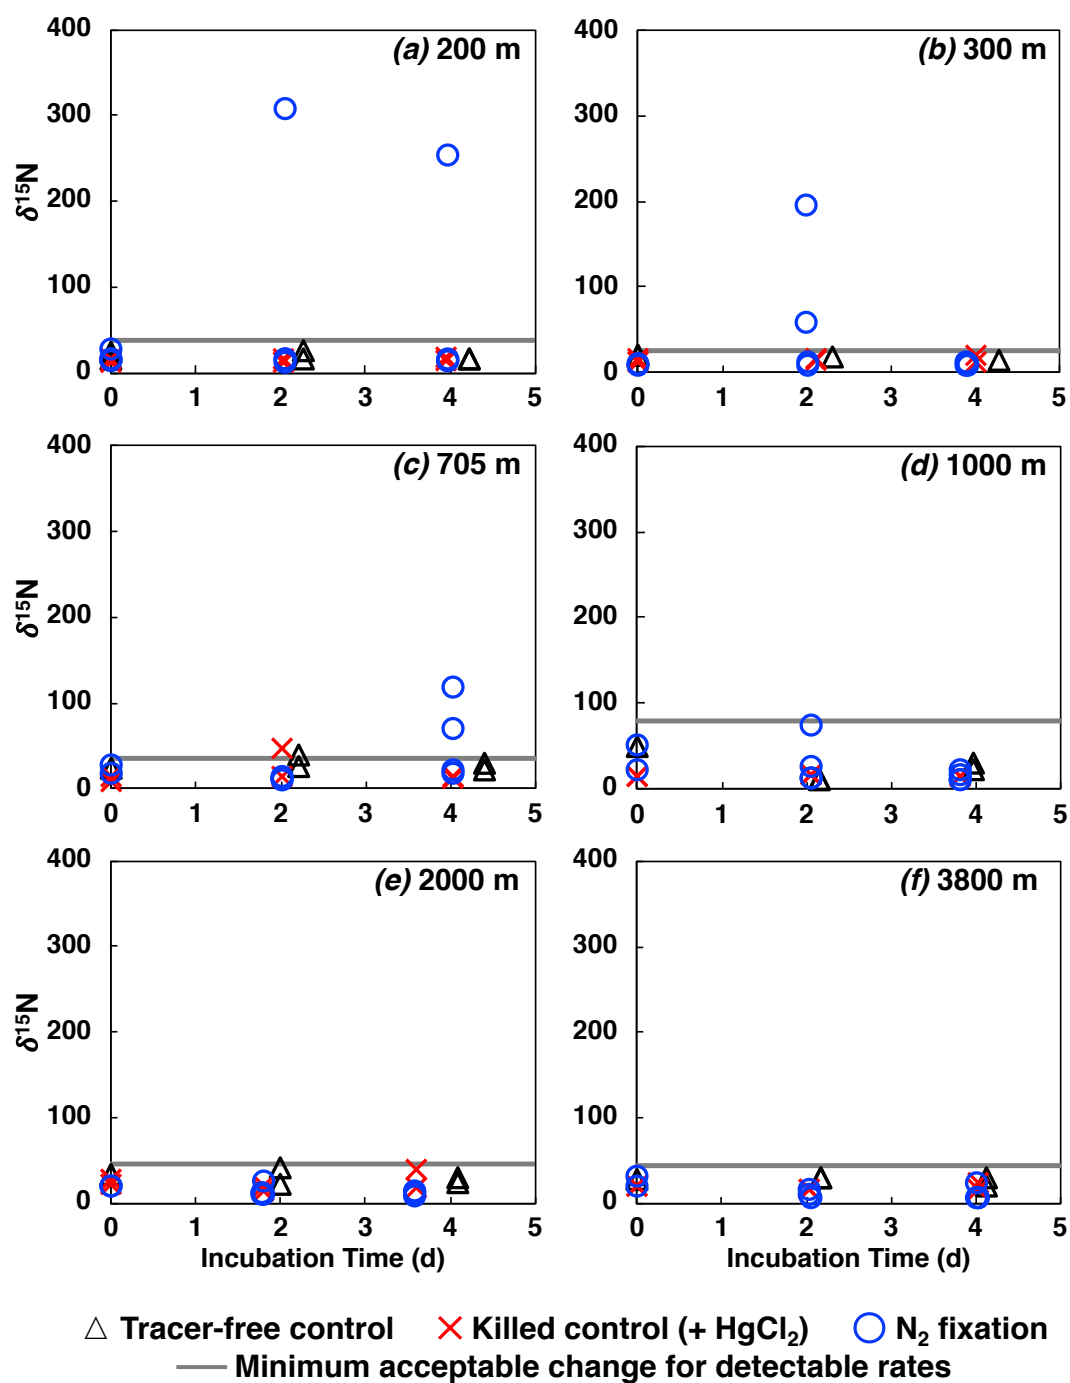 400
(a) 200 m
300
200
100
0
δ¹⁵N
0 1 2 3 4 5
400
(b) 300 m
300
200
100
0
0 1 2 3 4 5
400
(c) 705 m
300
200
100
0
δ¹⁵N
0 1 2 3 4 5
400
(d) 1000 m
300
200
100
0
0 1 2 3 4 5
400
(e) 2000 m
300
200
100
0
δ¹⁵N
0 1 2 3 4 5
Incubation Time (d)
400
(f) 3800 m
300
200
100
0
0 1 2 3 4 5
Incubation Time (d)
Tracer-free control Killed control (+ HgCl₂) N₂ fixation
Minimum acceptable change for detectable rates